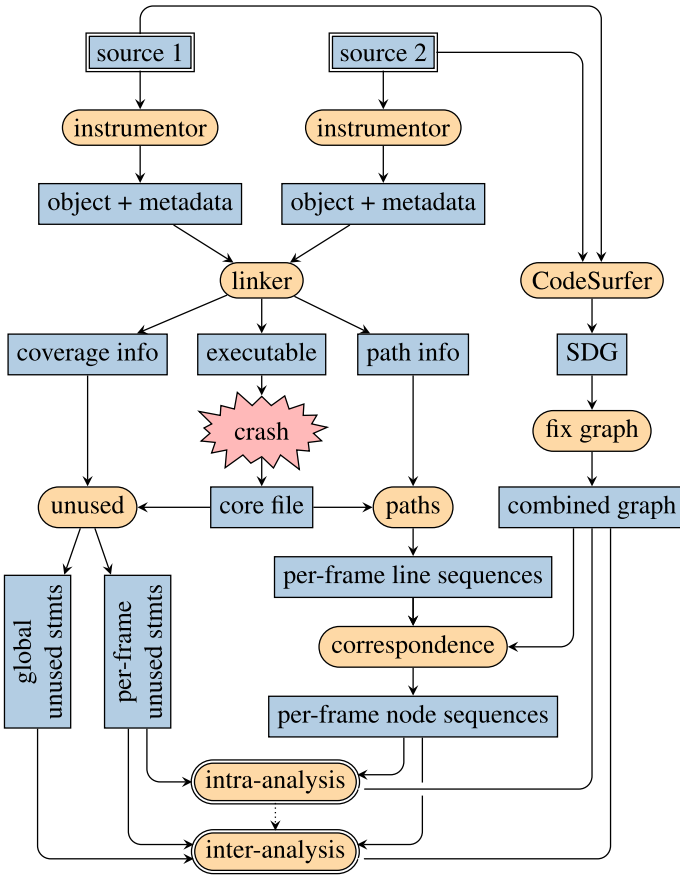 source 1
source 2
instrumentor
instrumentor
object + metadata
object + metadata
linker
CodeSurfer
coverage info
executable
path info
SDG
crash
fix graph
unused
core file
paths
combined graph
per-frame line sequences
global
unused stmts
per-frame
unused stmts
correspondence
per-frame node sequences
intra-analysis
inter-analysis